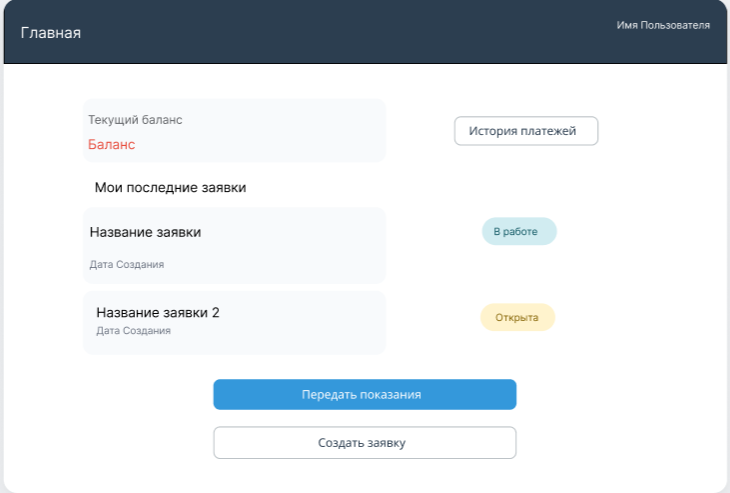 Главная
Имя Пользователя
Текущий баланс
Баланс
История платежей
Мои последние заявки
Название заявки
Дата Создания
В работе
Название заявки 2
Дата Создания
Открыта
Передать показания
Создать заявку